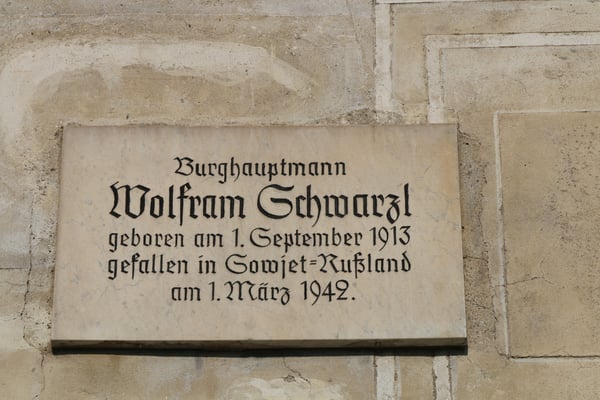 Burghauptmann
Wolfram Schwarzl
geboren am 1. September 1913
gefallen in Sowjet=Rußland
am 1. März 1942.